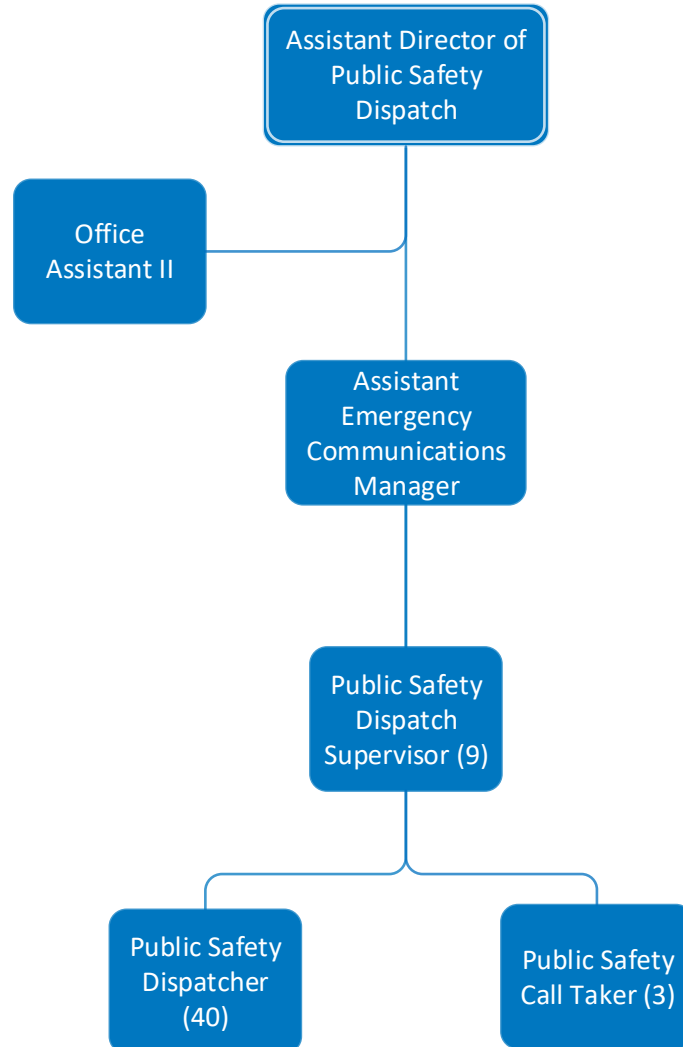 Assistant Director of
Public Safety
Dispatch
Office
Assistant II
Assistant
Emergency
Communications
Manager
Public Safety
Dispatch
Supervisor (9)
Public Safety
Dispatcher
(40)
Public Safety
Call Taker (3)